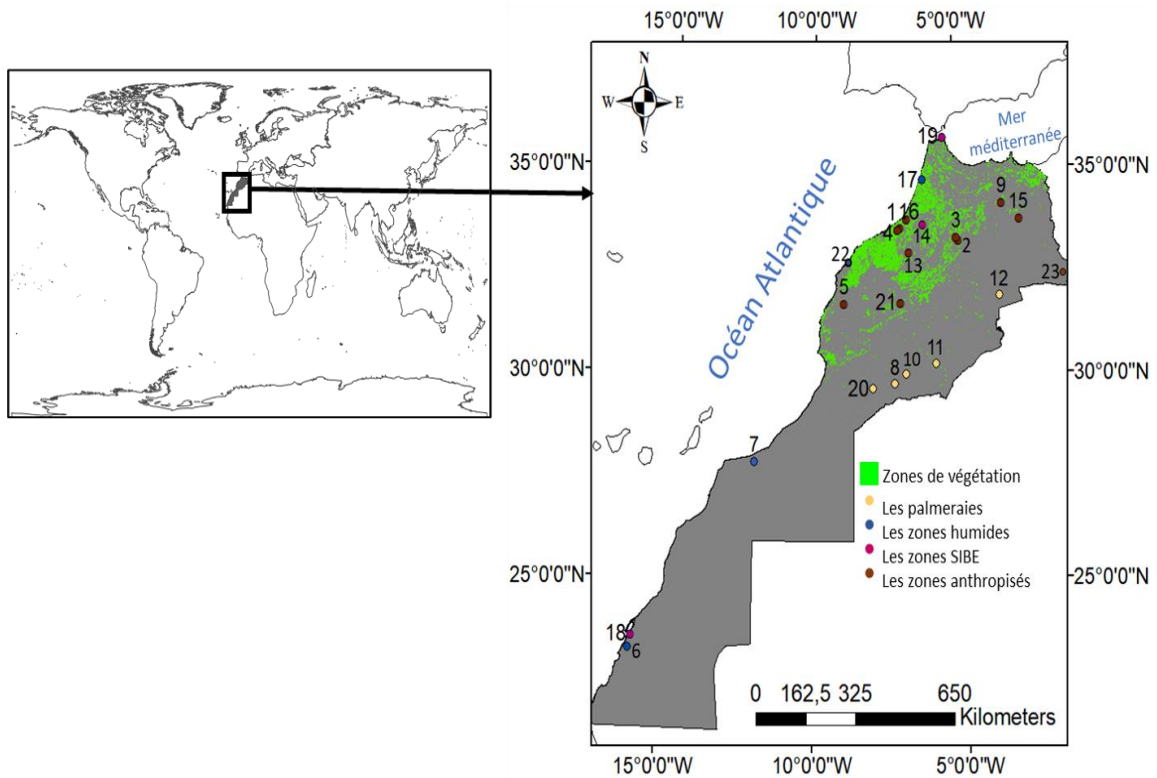 15°0'0"W 10°0'0"W 5°0'0"W
N
W E
S
Mer
méditerranée
Océan Atlantique
35°0'0"N
35°0'0"N
30°0'0"N
30°0'0"N
25°0'0"N
25°0'0"N
19
17
9
15
1 16
4
14
3
2
13
22
12
23
5
21
11
10
8
20
7
18
6
Zones de végétation
Les palmeraies
Les zones humides
Les zones SIBE
Les zones anthropisés
0 162,5 325 650
Kilometers
15°0'0"W 10°0'0"W 5°0'0"W